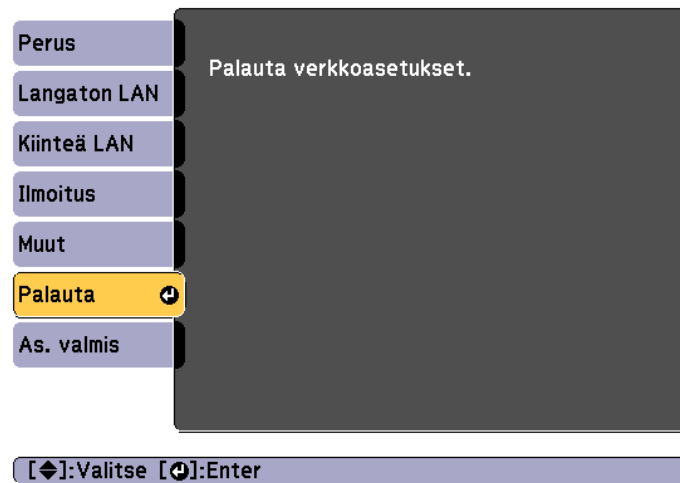 Perus
Palauta verkkoasetukset.
Langaton LAN
Kiinteä LAN
Ilmoitus
Muut
Palauta
As. valmis
[◆]:Valitse [⏎]:Enter